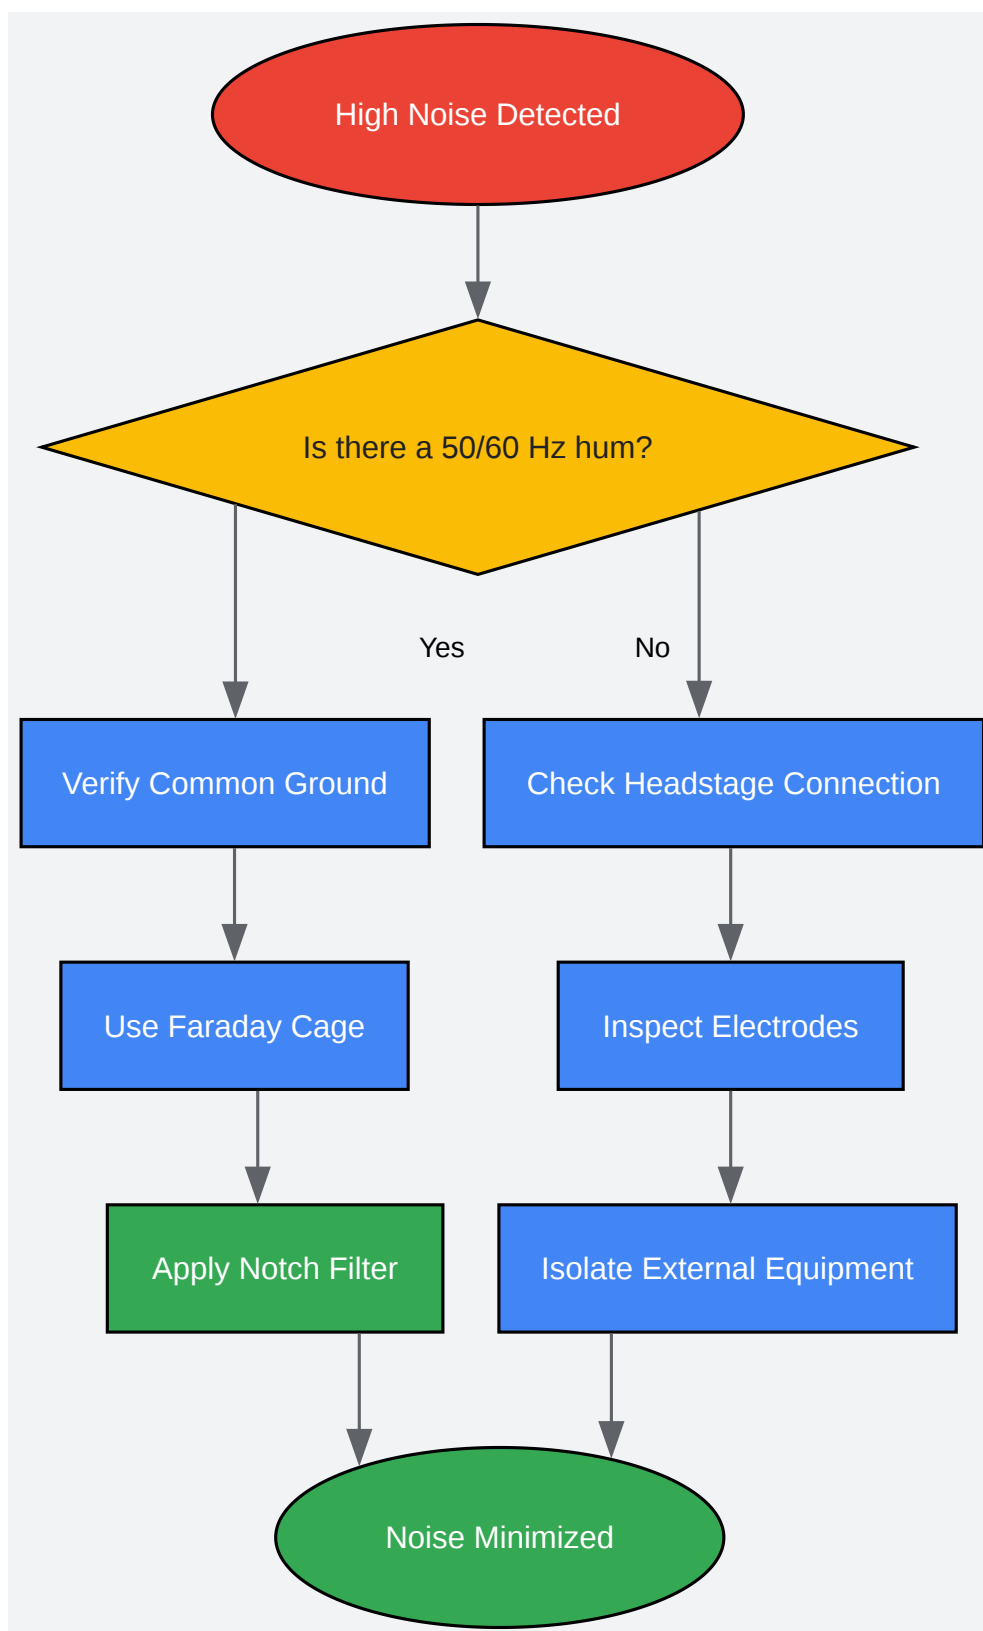 High Noise Detected
Is there a 50/60 Hz hum?
Yes
No
Verify Common Ground
Check Headstage Connection
Use Faraday Cage
Inspect Electrodes
Apply Notch Filter
Isolate External Equipment
Noise Minimized